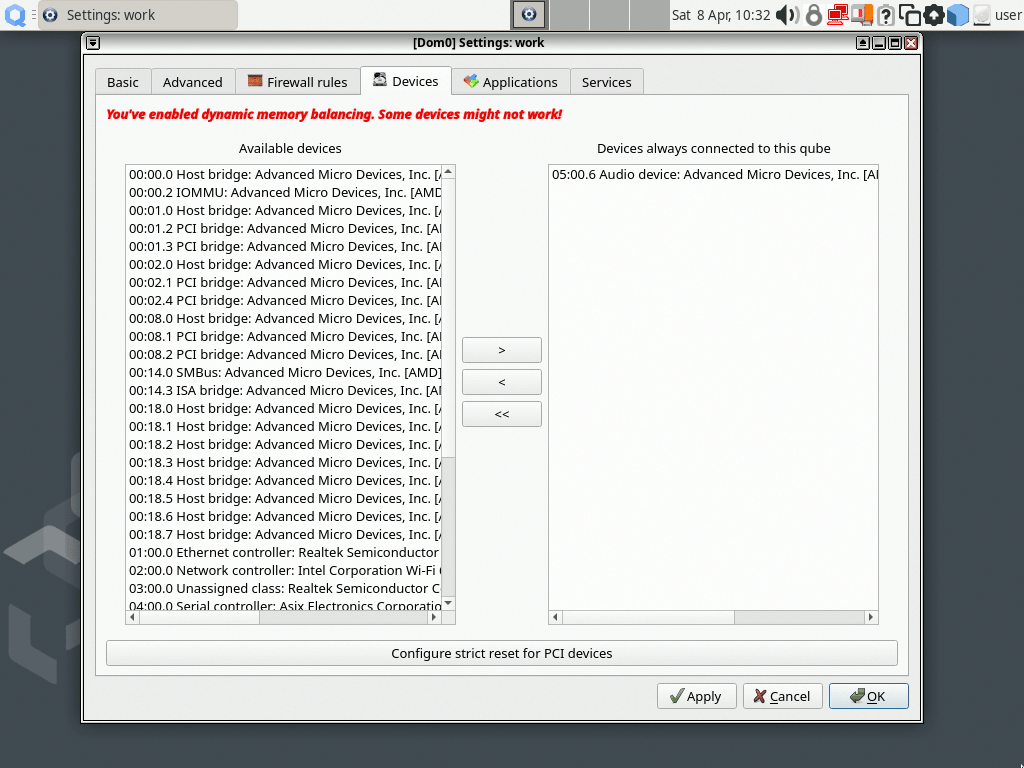 Settings: work
Sat 8 Apr, 10:32
user
[Dom0] Settings: work
Basic
Advanced
Firewall rules
Devices
Applications
Services
You've enabled dynamic memory balancing. Some devices might not work!
Available devices
Devices always connected to this qube
00:00.0 Host bridge: Advanced Micro Devices, Inc. [
00:00.2 IOMMU: Advanced Micro Devices, Inc. [AMD
00:01.0 Host bridge: Advanced Micro Devices, Inc. [
00:01.2 PCI bridge: Advanced Micro Devices, Inc. [A
00:01.3 PCI bridge: Advanced Micro Devices, Inc. [A
00:02.0 Host bridge: Advanced Micro Devices, Inc. [
00:02.1 PCI bridge: Advanced Micro Devices, Inc. [A
00:02.4 PCI bridge: Advanced Micro Devices, Inc. [A
00:08.0 Host bridge: Advanced Micro Devices, Inc. [
00:08.1 PCI bridge: Advanced Micro Devices, Inc. [A
00:08.2 PCI bridge: Advanced Micro Devices, Inc. [A
00:14.0 SMBus: Advanced Micro Devices, Inc. [AMD]
00:14.3 ISA bridge: Advanced Micro Devices, Inc. [A
00:18.0 Host bridge: Advanced Micro Devices, Inc. [
00:18.1 Host bridge: Advanced Micro Devices, Inc. [
00:18.2 Host bridge: Advanced Micro Devices, Inc. [
00:18.3 Host bridge: Advanced Micro Devices, Inc. [
00:18.4 Host bridge: Advanced Micro Devices, Inc. [
00:18.5 Host bridge: Advanced Micro Devices, Inc. [
00:18.6 Host bridge: Advanced Micro Devices, Inc. [
00:18.7 Host bridge: Advanced Micro Devices, Inc. [
01:00.0 Ethernet controller: Realtek Semiconductor
02:00.0 Network controller: Intel Corporation Wi-Fi
03:00.0 Unassigned class: Realtek Semiconductor C
04:00.0 Serial controller: Asix Electronics Corporatio
>
<
<<
05:00.6 Audio device: Advanced Micro Devices, Inc. [A
Configure strict reset for PCI devices
Apply
Cancel
OK